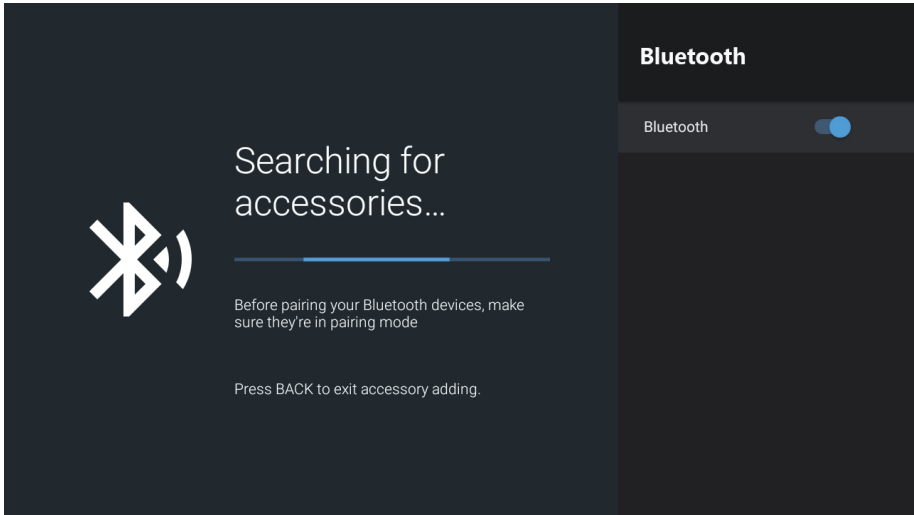 Bluetooth
Bluetooth
Searching for
accessories…
Before pairing your Bluetooth devices, make
sure they're in pairing mode
Press BACK to exit accessory adding.